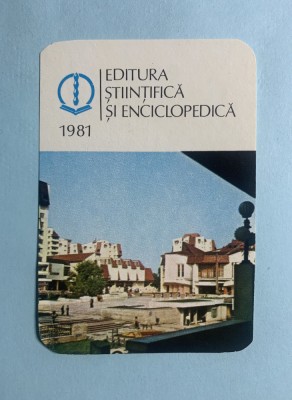 EDITURA
ȘTIINȚIFICĂ
ȘI ENCICLOPEDICĂ
1981